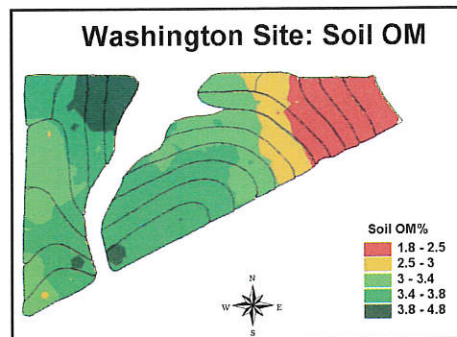 Washington Site: Soil OM
Soil OM%
1.8 - 2.5
2.5 - 3
3 - 3.4
3.4 - 3.8
3.8 - 4.8
N
W E
S